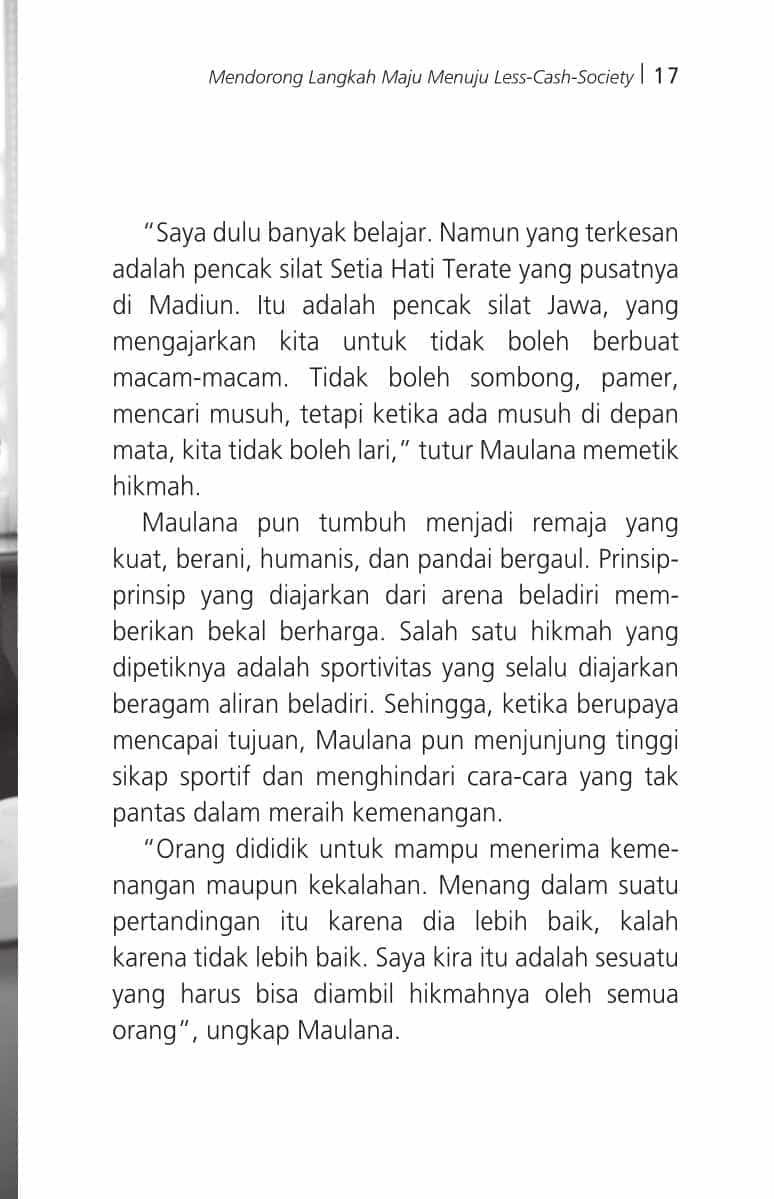 Mendorong Langkah Maju Menuju Less-Cash-Society | 17
“Saya dulu banyak belajar. Namun yang terkesan
adalah pencak silat Setia Hati Terate yang pusatnya
di Madiun. Itu adalah pencak silat Jawa, yang
mengajarkan kita untuk tidak boleh berbuat
macam-macam. Tidak boleh sombong, pamer,
mencari musuh, tetapi ketika ada musuh di depan
mata, kita tidak boleh lari,” tutur Maulana memetik
hikmah.
Maulana pun tumbuh menjadi remaja yang
kuat, berani, humanis, dan pandai bergaul. Prinsip-
prinsip yang diajarkan dari arena beladiri mem-
berikan bekal berharga. Salah satu hikmah yang
dipetiknya adalah sportivitas yang selalu diajarkan
beragam aliran beladiri. Sehingga, ketika berupaya
mencapai tujuan, Maulana pun menjunjung tinggi
sikap sportif dan menghindari cara-cara yang tak
pantas dalam meraih kemenangan.
“Orang dididik untuk mampu menerima keme-
nangan maupun kekalahan. Menang dalam suatu
pertandingan itu karena dia lebih baik, kalah
karena tidak lebih baik. Saya kira itu adalah sesuatu
yang harus bisa diambil hikmahnya oleh semua
orang”, ungkap Maulana.